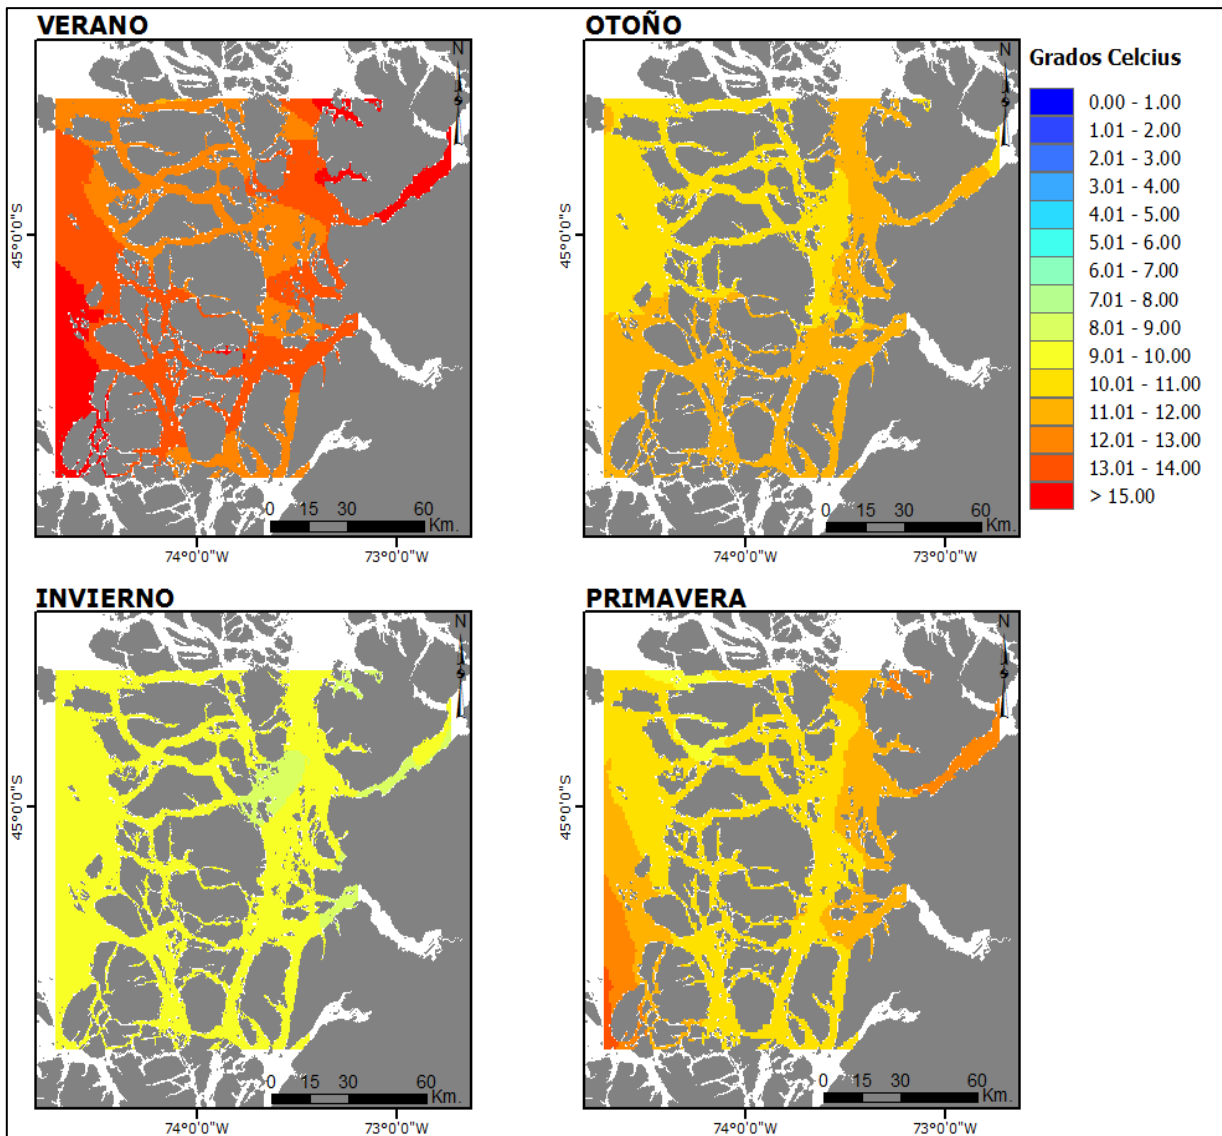 VERANO
N
45°0'0"S
0 15 30 60
Km.
74°0'0"W 73°0'0"W
OTOÑO
N
45°0'0"S
0 15 30 60
Km.
74°0'0"W 73°0'0"W
Grados Celcius
0.00 - 1.00
1.01 - 2.00
2.01 - 3.00
3.01 - 4.00
4.01 - 5.00
5.01 - 6.00
6.01 - 7.00
7.01 - 8.00
8.01 - 9.00
9.01 - 10.00
10.01 - 11.00
11.01 - 12.00
12.01 - 13.00
13.01 - 14.00
> 15.00
INVIERNO
N
45°0'0"S
0 15 30 60
Km.
74°0'0"W 73°0'0"W
PRIMAVERA
N
45°0'0"S
0 15 30 60
Km.
74°0'0"W 73°0'0"W